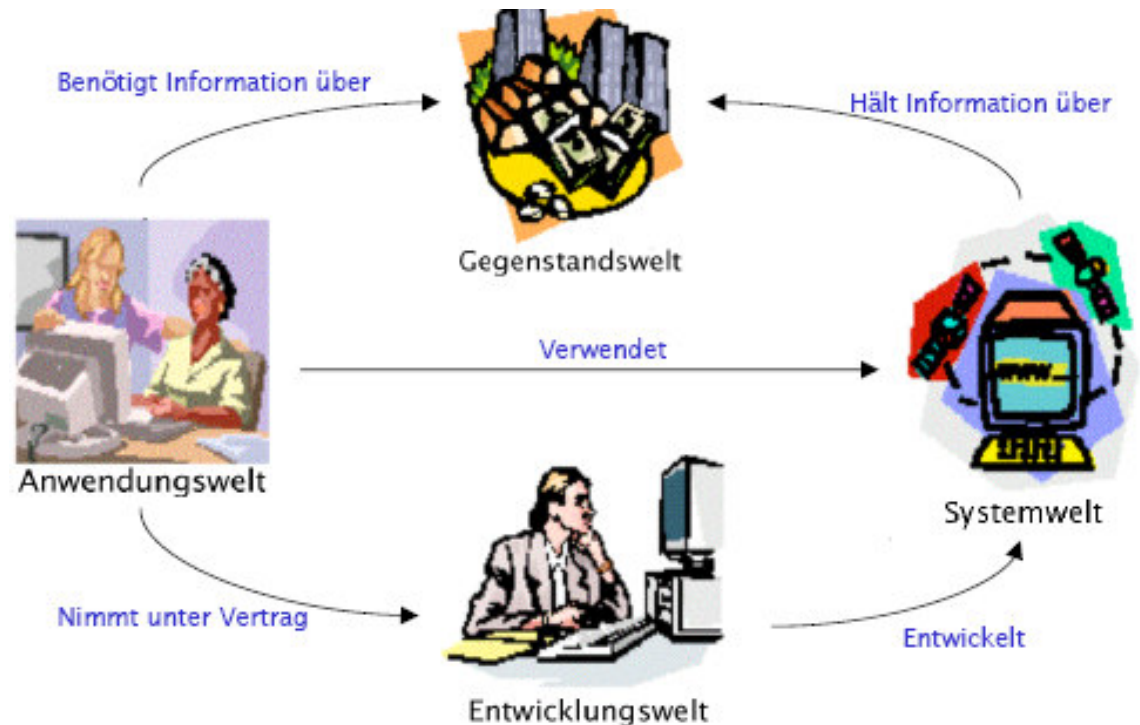 Benötigt Information über
Hält Information über
Gegenstandswelt
Verwendet
Anwendungswelt
Systemwelt
Nimmt unter Vertrag
Entwickelt
Entwicklungswelt